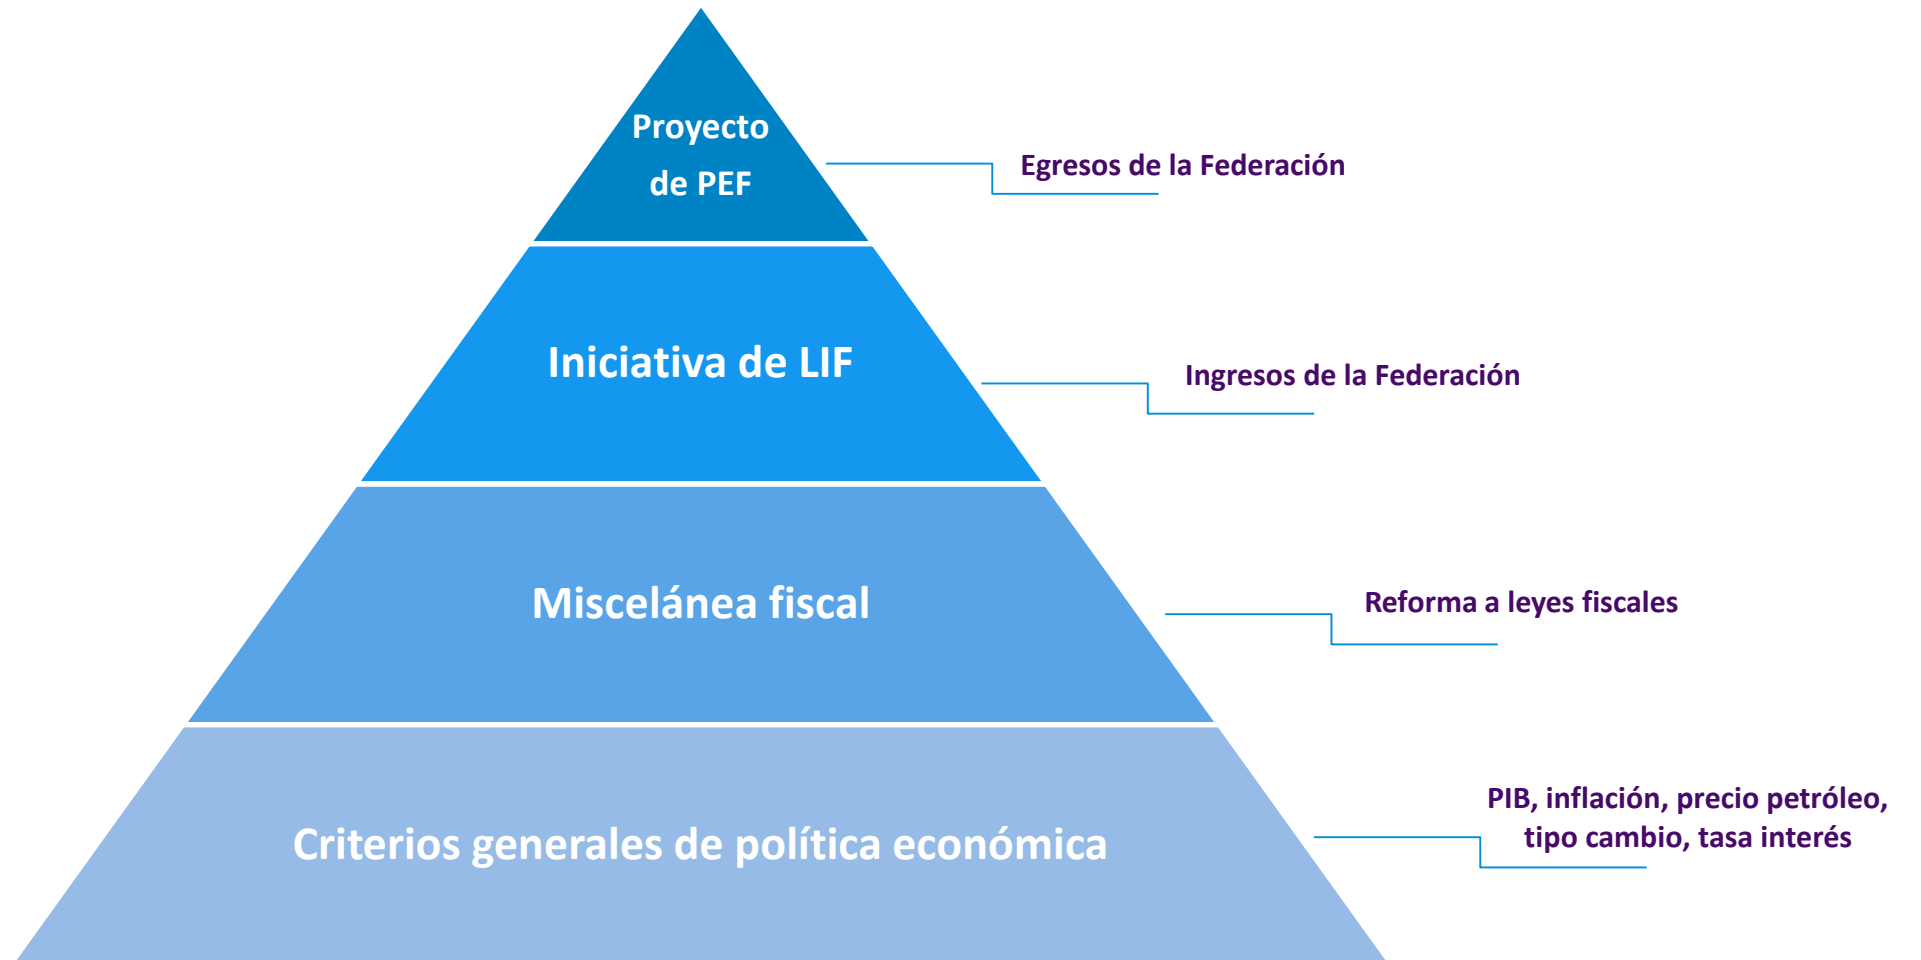 Proyecto
de PEF
Egresos de la Federación
Iniciativa de LIF
Ingresos de la Federación
Miscelánea fiscal
Reforma a leyes fiscales
Criterios generales de política económica
PIB, inflación, precio petróleo,
tipo cambio, tasa interés